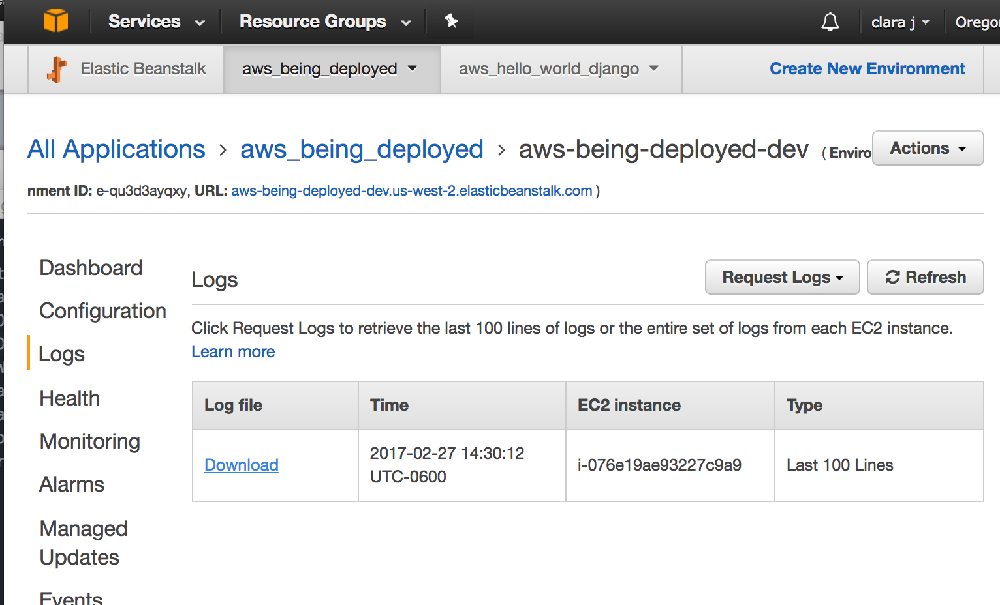 Services Resource Groups clara j
Elastic Beanstalk aws_being_deployed aws_hello_world_django Create New Environment
All Applications > aws_being_deployed > aws-being-deployed-dev ( Enviro Actions
nment ID: e-qu3d3ayqxy, URL: aws-being-deployed-dev.us-west-2.elasticbeanstalk.com )
Dashboard
Configuration
Logs
Health
Monitoring
Alarms
Managed
Updates
Events
Logs Request Logs Refresh
Click Request Logs to retrieve the last 100 lines of logs or the entire set of logs from each EC2 instance.
Learn more
Log file Time EC2 instance Type
Download 2017-02-27 14:30:12 i-076e19ae93227c9a9 Last 100 Lines
UTC-0600